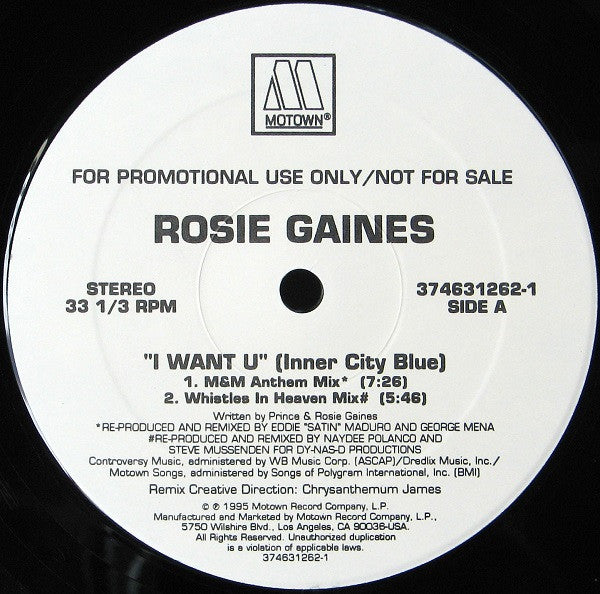 MOTOWN®
FOR PROMOTIONAL USE ONLY/NOT FOR SALE
ROSIE GAINES
STEREO
33 1/3 RPM
374631262-1
SIDE A
"I WANT U" (Inner City Blue)
1. M&M Anthem Mix* (7:26)
2. Whistles In Heaven Mix# (5:46)
Written by Prince & Rosie Gaines
*RE-PRODUCED AND REMIXED BY EDDIE "SATIN" MADURO AND GEORGE MENA
#RE-PRODUCED AND REMIXED BY NAYDEE POLANCO AND
STEVE MUSSENDEN FOR DY-NAS-D PRODUCTIONS
Controversy Music, administered by WB Music Corp. (ASCAP)/Dredlix Music, Inc./
Motown Songs, administered by Songs of Polygram International, Inc. (BMI)
Remix Creative Direction: Chrysanthemum James
© ℗ 1995 Motown Record Company, L.P.
Manufactured and Marketed by Motown Record Company, L.P.,
5750 Wilshire Blvd., Los Angeles, CA 90036-USA.
All Rights Reserved. Unauthorized duplication
is a violation of applicable laws.
374631262-1